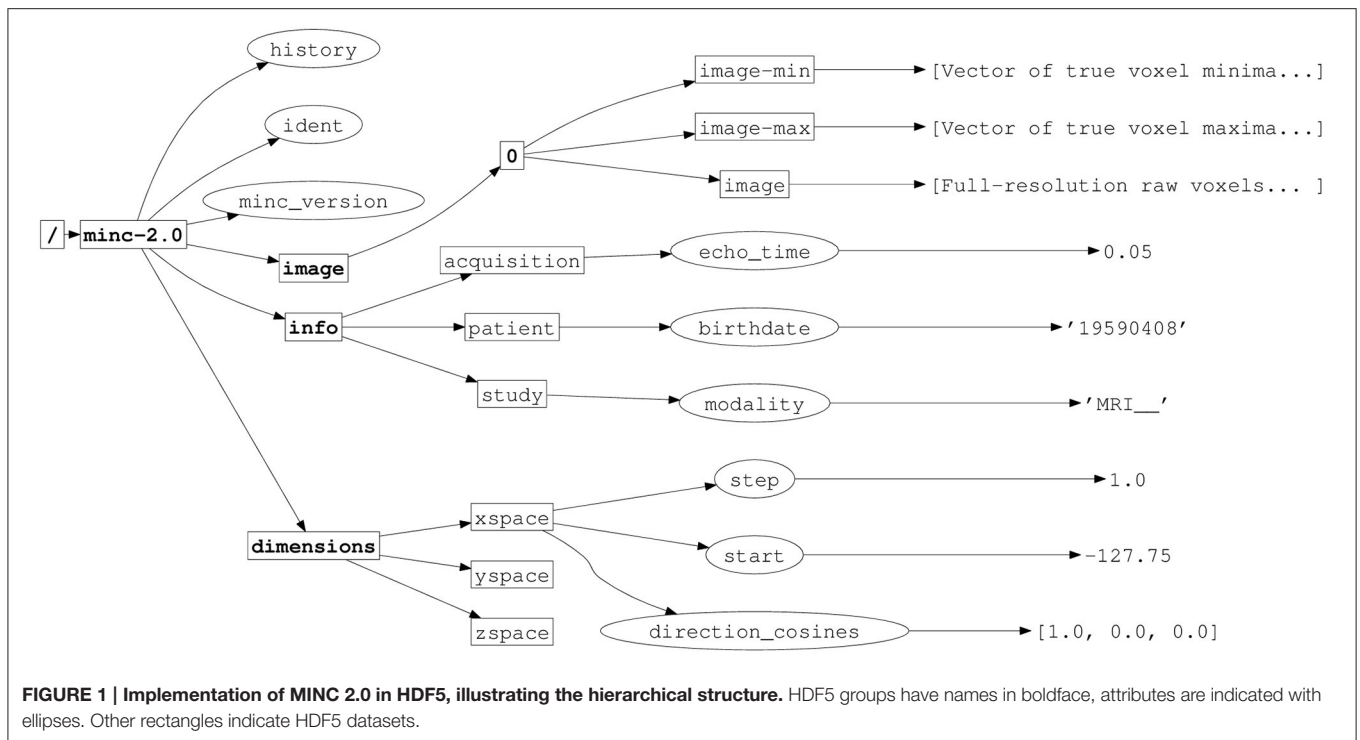 history
image-min
[Vector of true voxel minima...]
ident
image-max
[Vector of true voxel maxima...]
0
image
[Full-resolution raw voxels... ]
minc_version
/
minc-2.0
image
acquisition
echo_time
0.05
info
patient
birthdate
'19590408'
study
modality
'MRI__'
step
1.0
xspace
dimensions
start
-127.75
yspace
zspace
direction_cosines
[1.0, 0.0, 0.0]
FIGURE 1 | Implementation of MINC 2.0 in HDF5, illustrating the hierarchical structure. HDF5 groups have names in boldface, attributes are indicated with
ellipses. Other rectangles indicate HDF5 datasets.